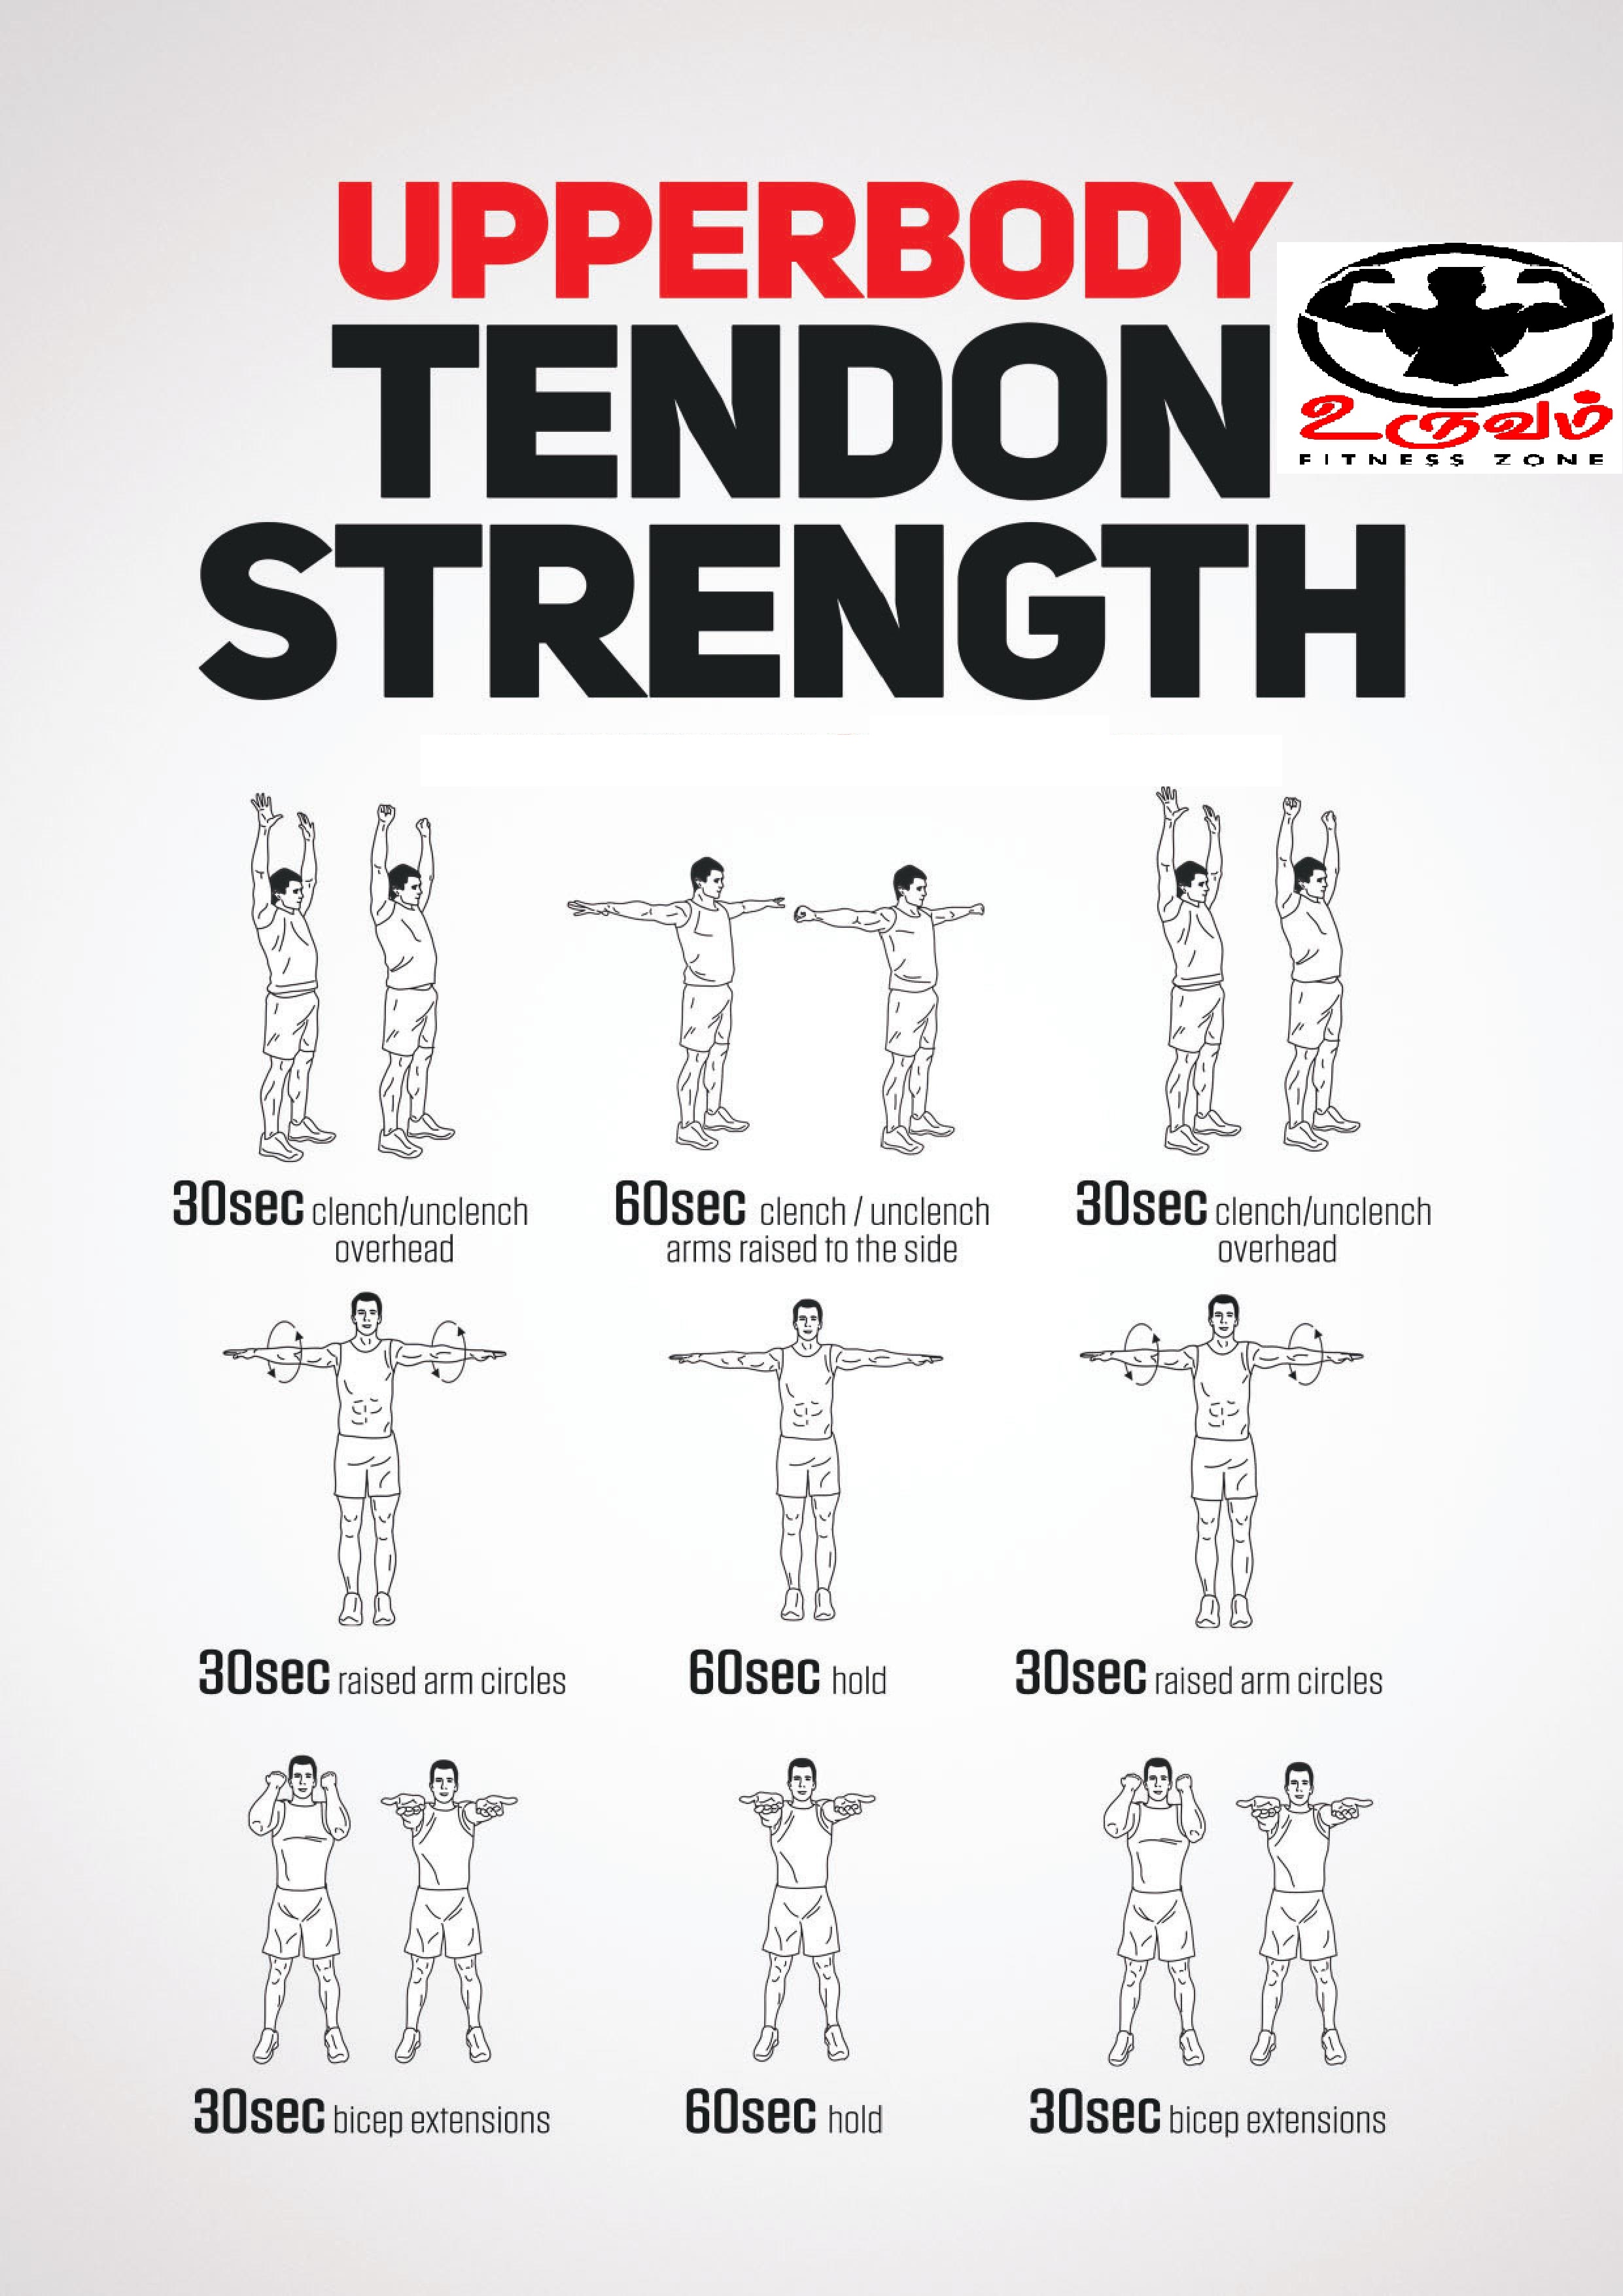 UPPERBODY
TENDON
STRENGTH
உருவம்
FITNESS ZONE
30sec clench/unclench
overhead
60sec clench / unclench
arms raised to the side
30sec clench/unclench
overhead
30sec raised arm circles
60sec hold
30sec raised arm circles
30sec bicep extensions
60sec hold
30sec bicep extensions